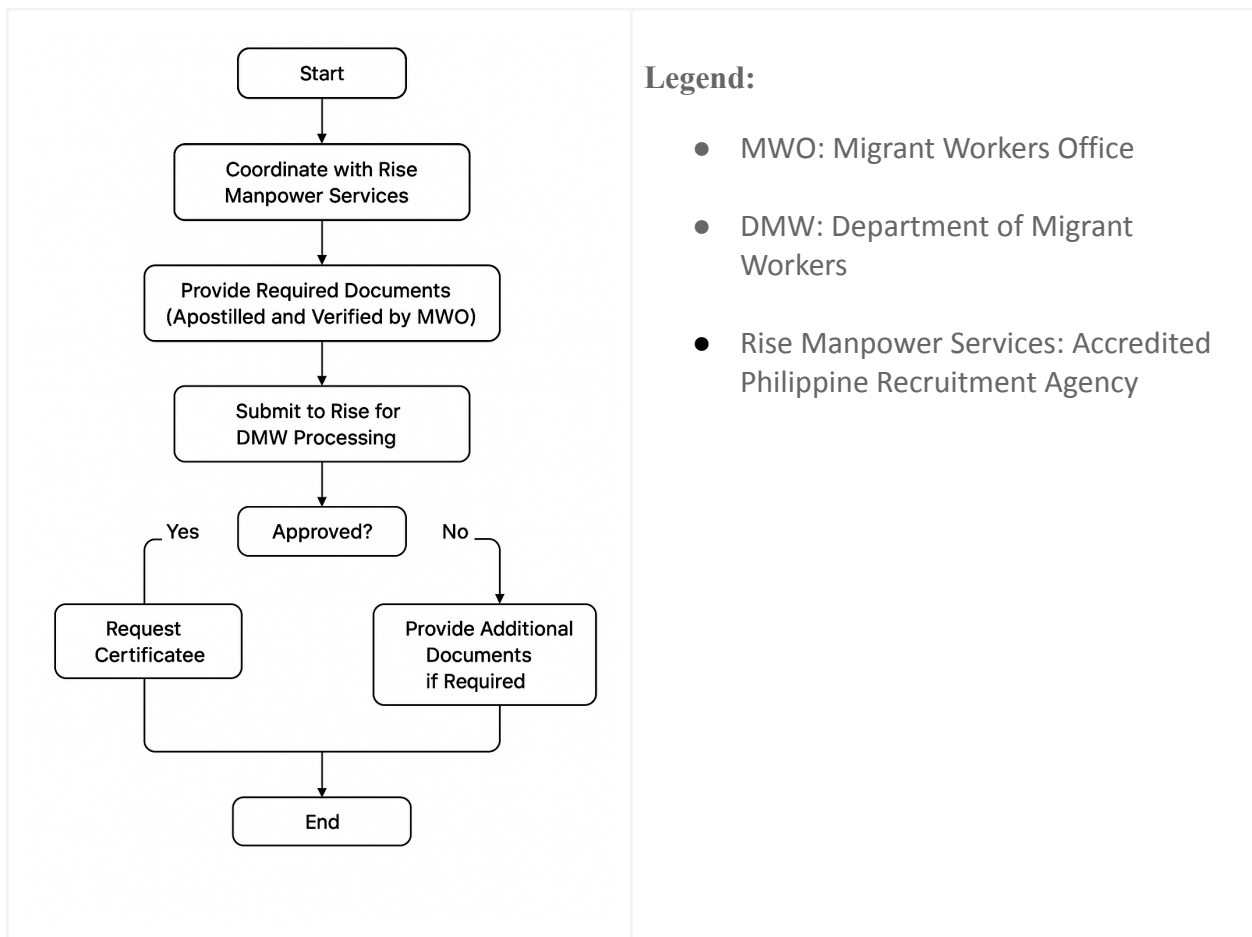 Start
Coordinate with Rise
Manpower Services
Provide Required Documents
(Apostilled and Verified by MWO)
Submit to Rise for
DMW Processing
Yes
Approved?
No
Request
Certificatee
Provide Additional
Documents
if Required
End
Legend:
● MWO: Migrant Workers Office
● DMW: Department of Migrant
Workers
● Rise Manpower Services: Accredited
Philippine Recruitment Agency